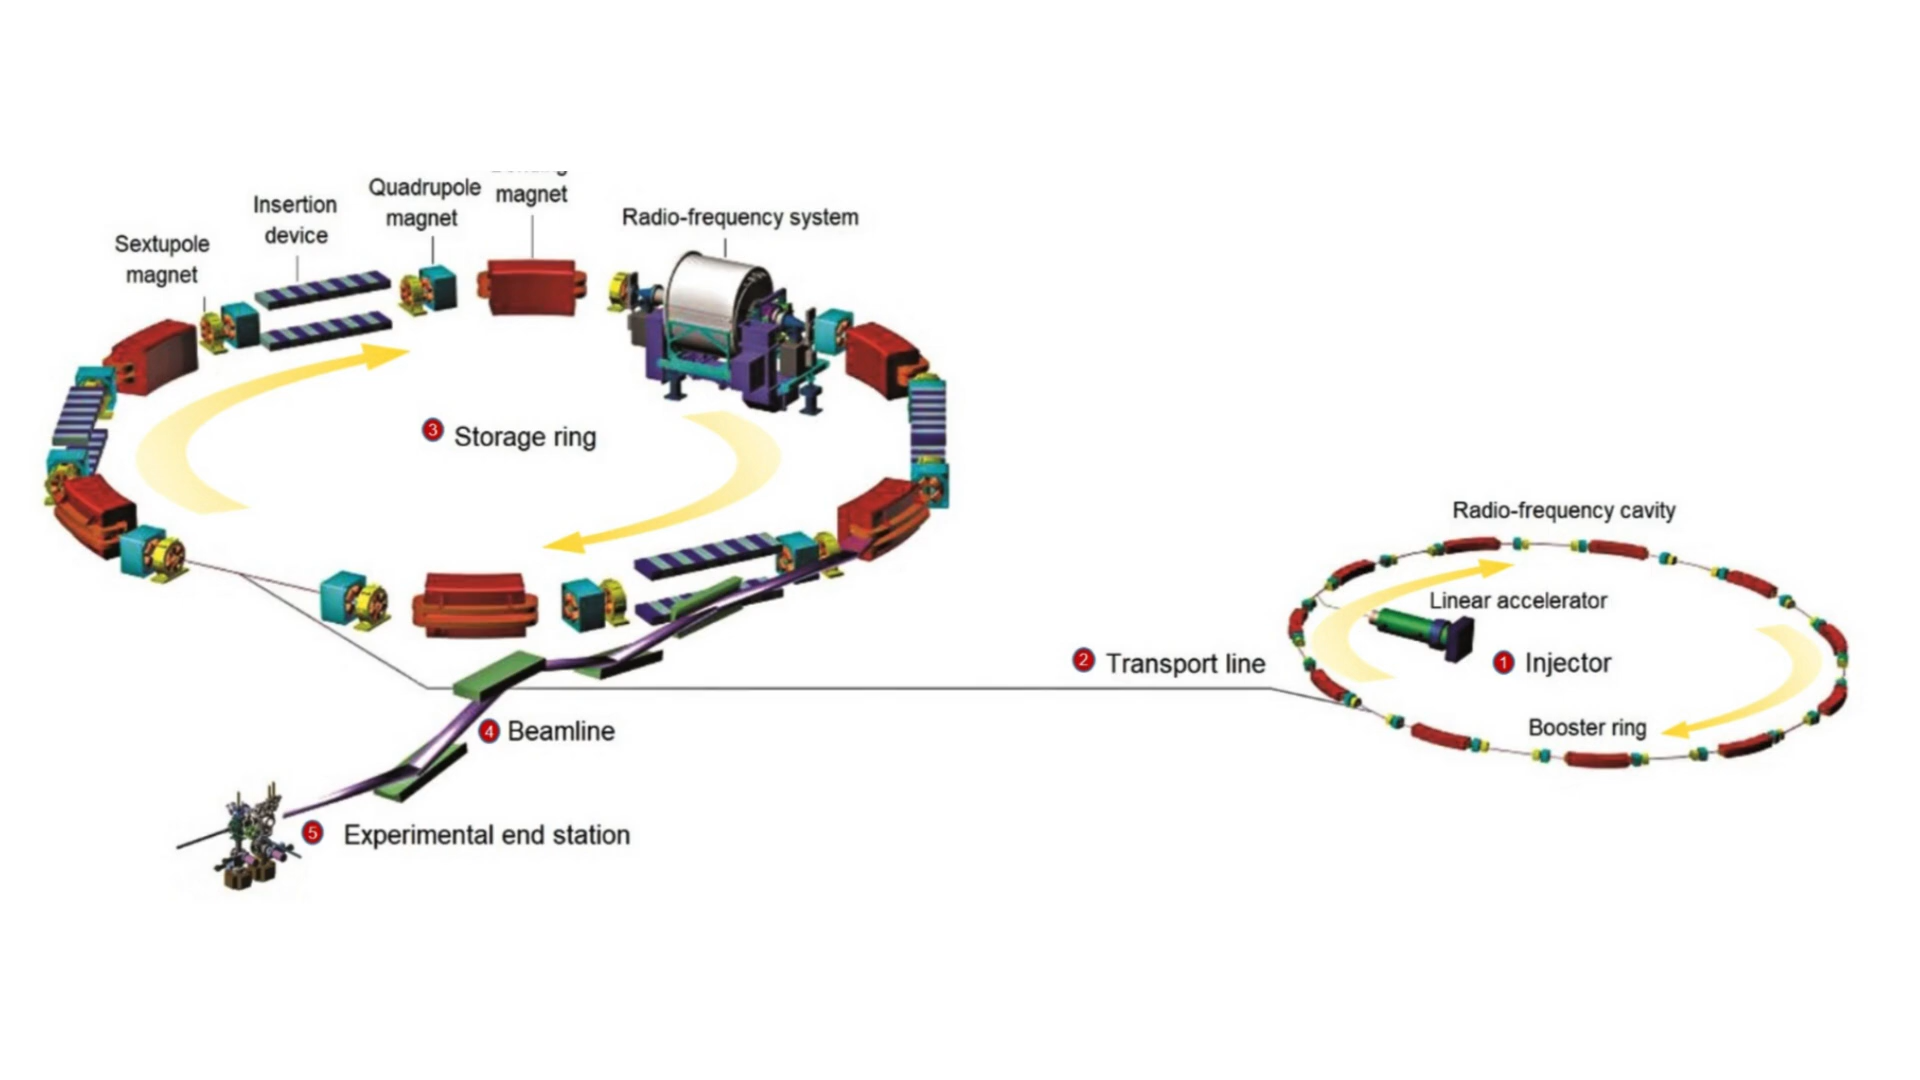 Quadrupole
magnet
magnet
Insertion
device
Radio-frequency system
Sextupole
magnet
3 Storage ring
Radio-frequency cavity
Linear accelerator
2 Transport line
1 Injector
Booster ring
4 Beamline
5 Experimental end station